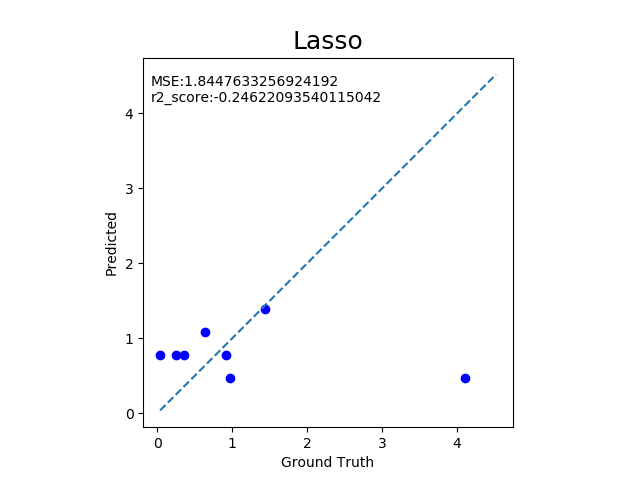 Lasso
MSE:1.8447633256924192
r2_score:-0.24622093540115042
4
3
2
1
0
Predicted
0 1 2 3 4
Ground Truth